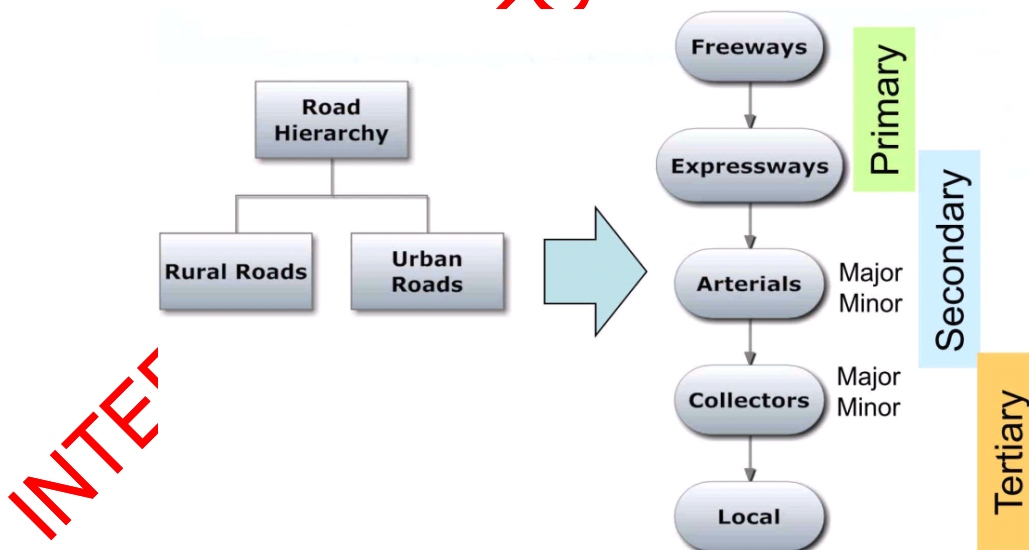 Freeways
Road
Hierarchy
Primary
Expressways
Secondary
Rural Roads
Urban
Roads
Arterials
Major
Minor
Collectors
Major
Minor
Tertiary
Local